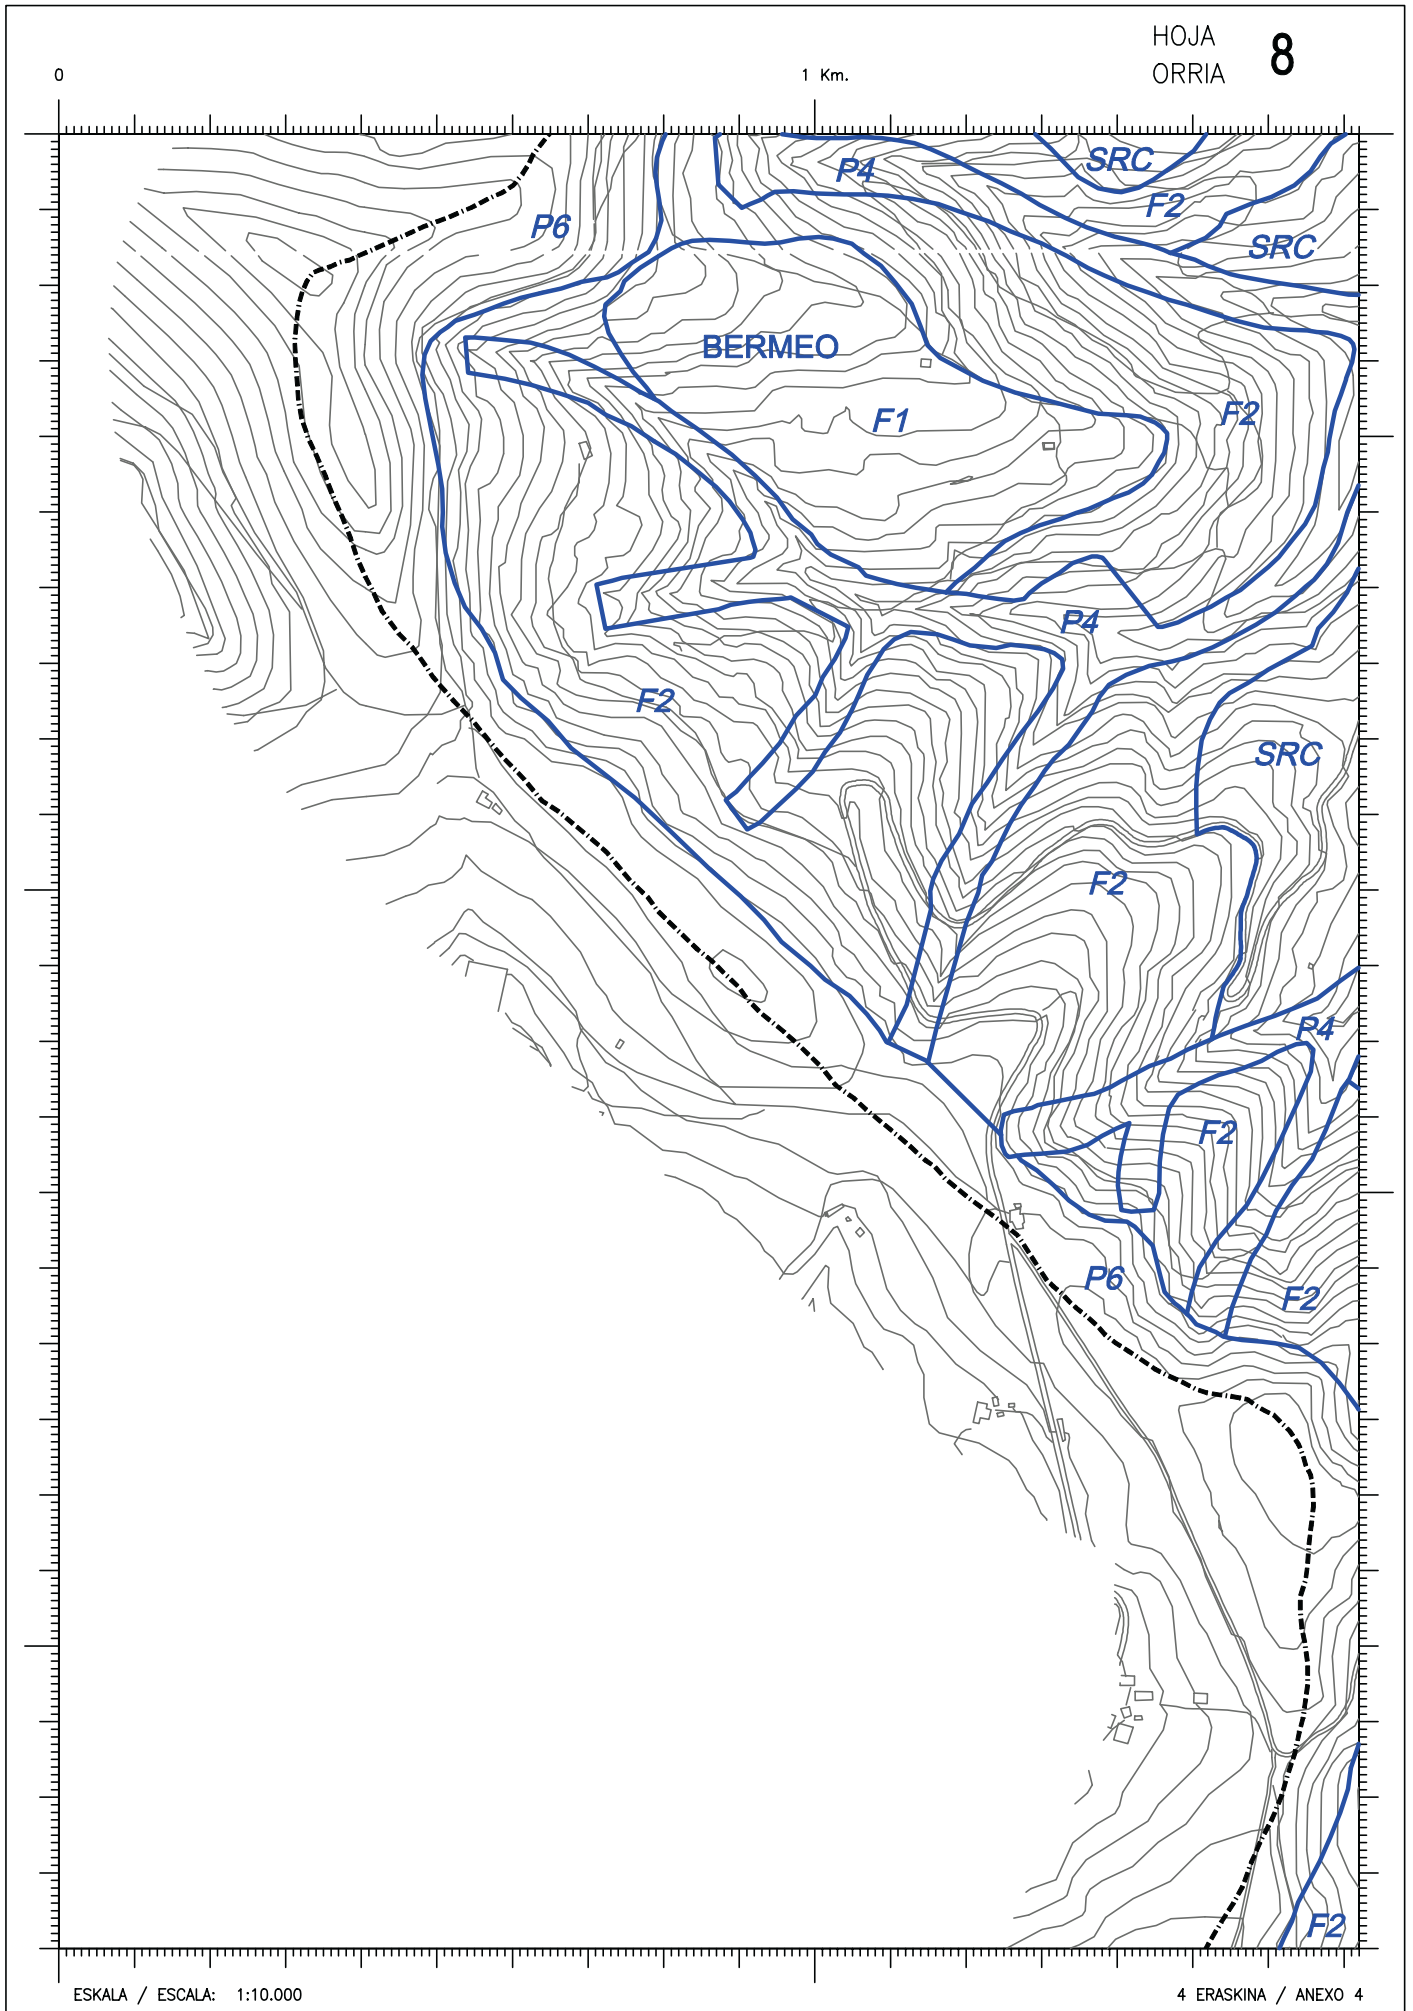 HOJA
ORRIA
8
0
1 Km.
SRC
P4
F2
P6
SRC
BERMEO
F1
F2
P4
F2
SRC
F2
P4
F2
P6
F2
F2
ESKALA / ESCALA: 1:10.000
4 ERASKINA / ANEXO 4